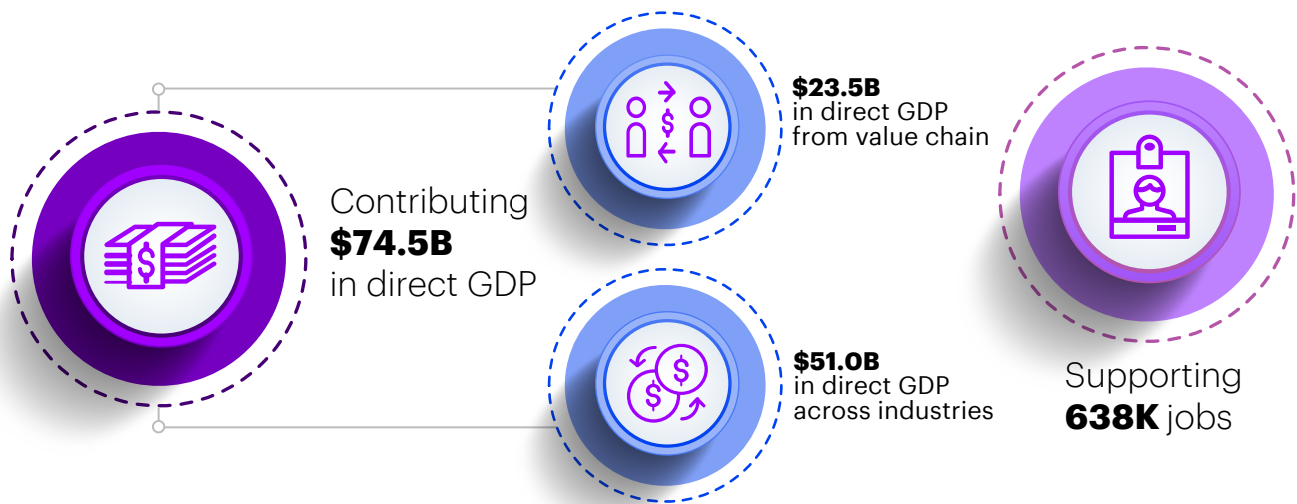 Contributing
$74.5B
in direct GDP
$23.5B
in direct GDP
from value chain
$51.0B
in direct GDP
across industries
Supporting
638K jobs